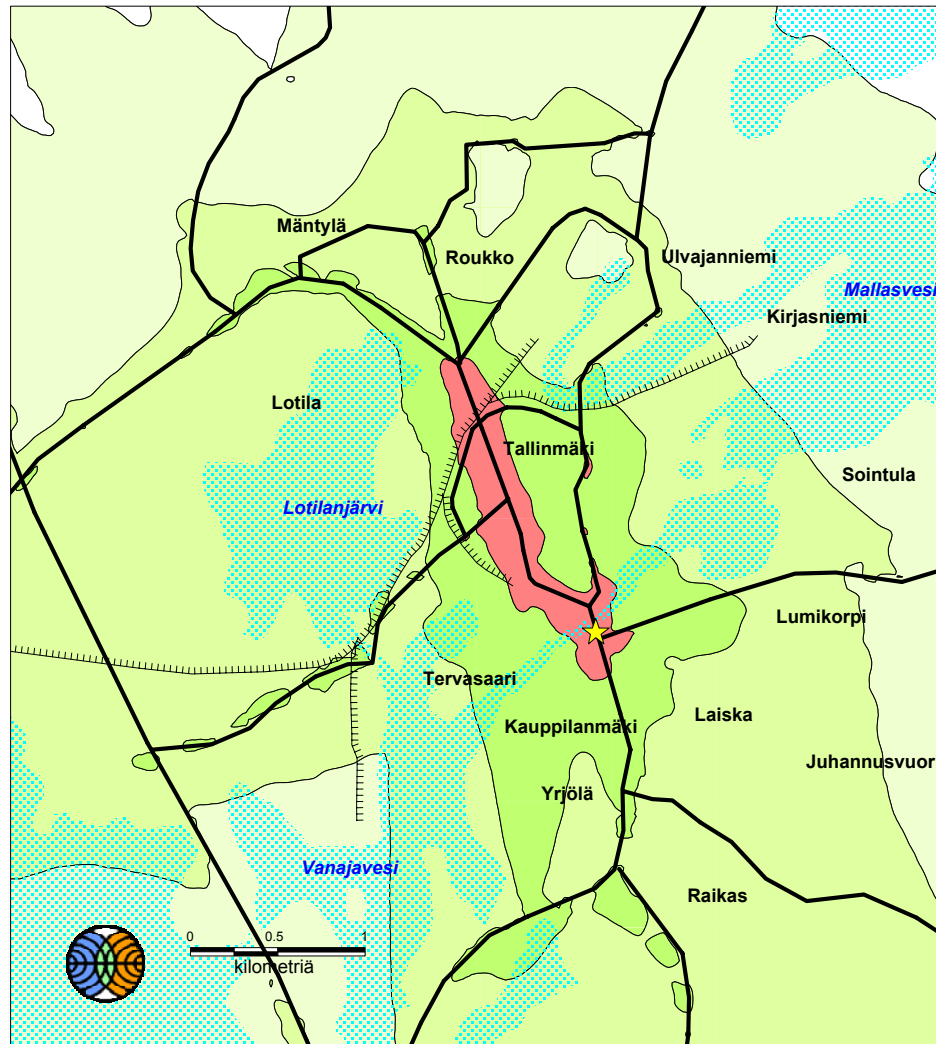 Mäntylä
Roukko
Ulvajanniemi
Mallasvesi
Kirjasniemi
Lotila
Tallinmäki
Sointula
Lotilanjärvi
Lumikorpi
Tervasaari
Laiska
Kauppilanmäki
Juhannusvuor
Yrjölä
Vanajavesi
Raikas
0 0.5 1
kilometriä